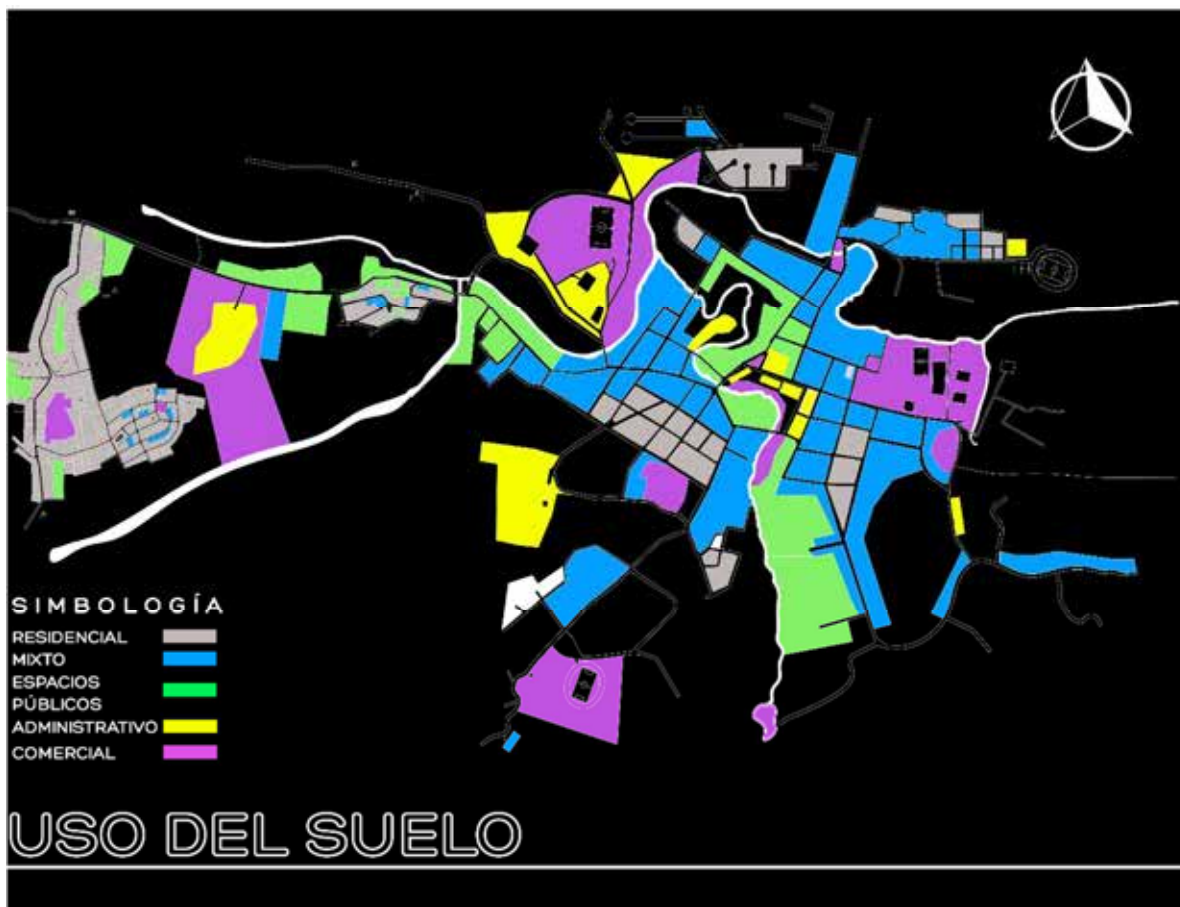 SIMBOLOGÍA
RESIDENCIAL
MIXTO
ESPACIOS
PÚBLICOS
ADMINISTRATIVO
COMERCIAL
USO DEL SUELO